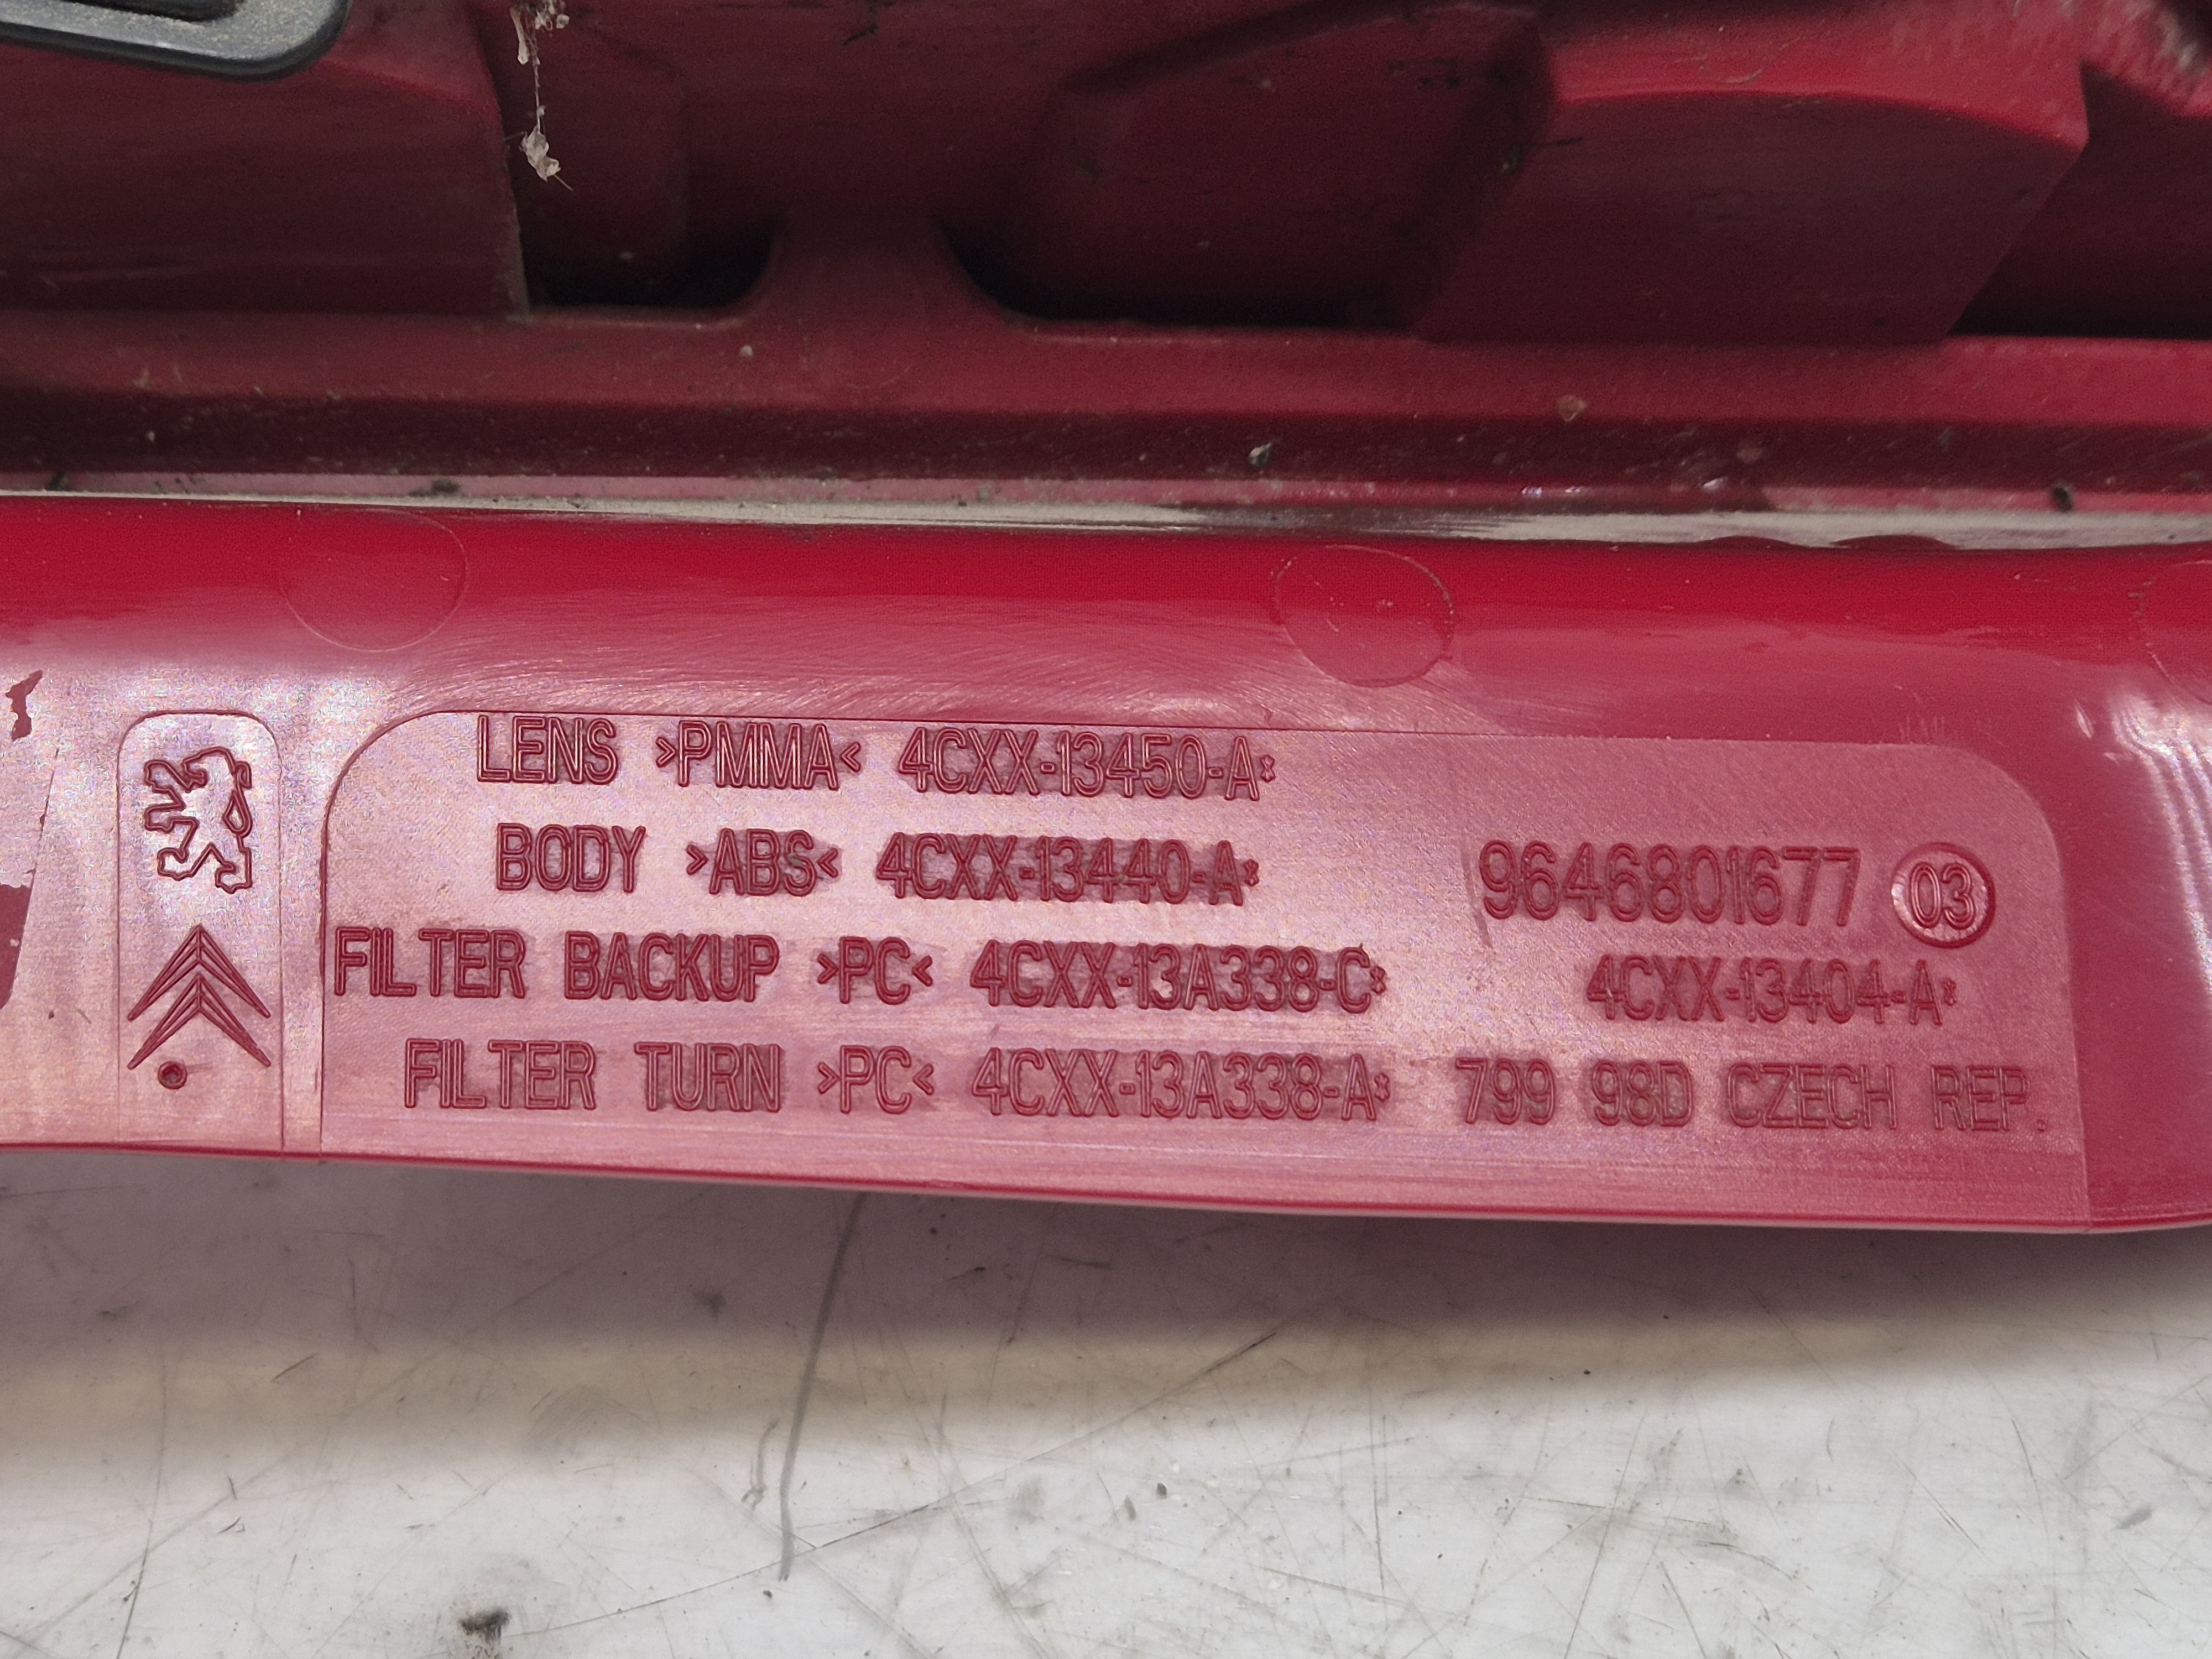 LENS >PMMA< 4CXX-13450-A*
BODY >ABS< 4CXX-13440-A*
FILTER BACKUP >PC< 4CXX-13A338-C*
FILTER TURN >PC< 4CXX-13A338-A*
9646801677 03
4CXX-13404-A*
799 98D CZECH REP.